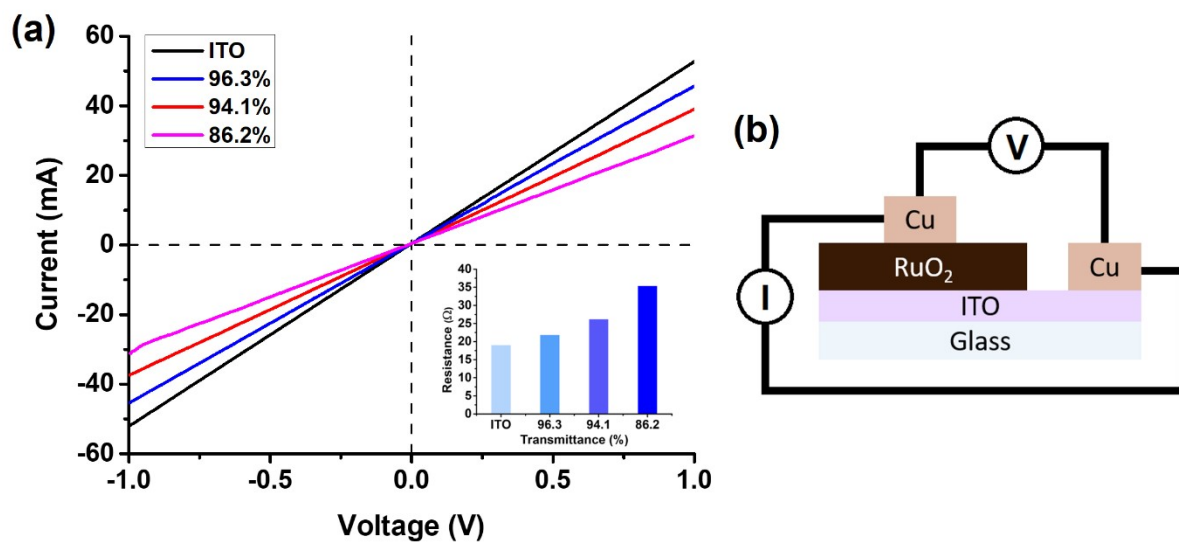 (a)
ITO
96.3%
94.1%
86.2%
Current (mA)
60
40
20
0
-20
-40
-60
-1.0
-0.5
0.0
0.5
1.0
Voltage (V)
Resistance (Ω)
40
35
30
25
20
15
10
5
0
ITO
96.3
94.1
86.2
Transmittance (%)
(b)
V
I
Cu
RuO₂
Cu
ITO
Glass